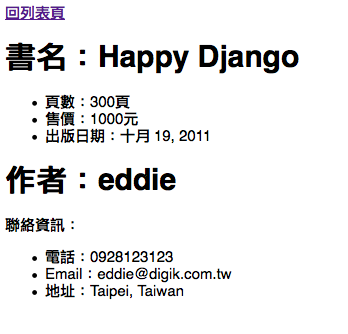 回列表頁
書名：Happy Django
頁數：300頁
售價：1000元
出版日期：十月 19, 2011
作者：eddie
聯絡資訊：
電話：0928123123
Email：eddie@digik.com.tw
地址：Taipei, Taiwan